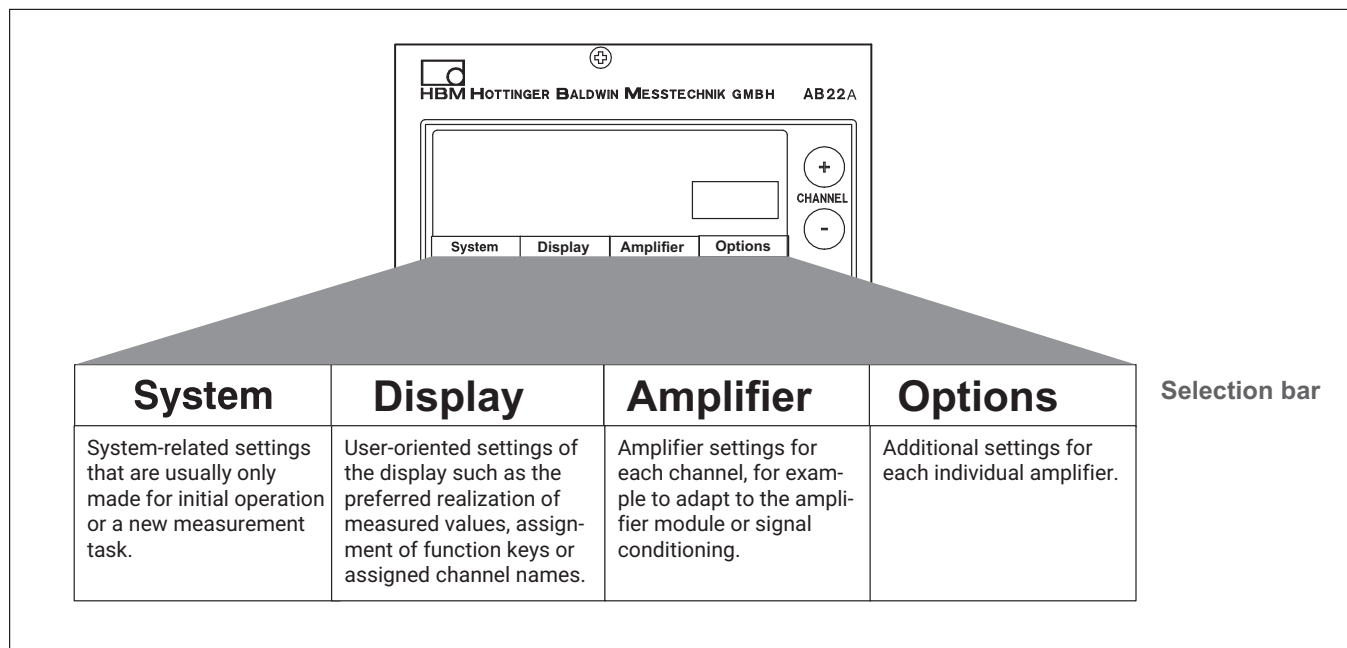 HBM HOTTINGER BALDWIN MESSTECHNIK GMBH AB22A
+
CHANNEL
-
System Display Amplifier Options
System Display Amplifier Options
Selection bar
System-related settings
that are usually only
made for initial operation
or a new measurement
task.
User-oriented settings of
the display such as the
preferred realization of
measured values, assign-
ment of function keys or
assigned channel names.
Amplifier settings for
each channel, for exam-
ple to adapt to the ampli-
fier module or signal
conditioning.
Additional settings for
each individual amplifier.